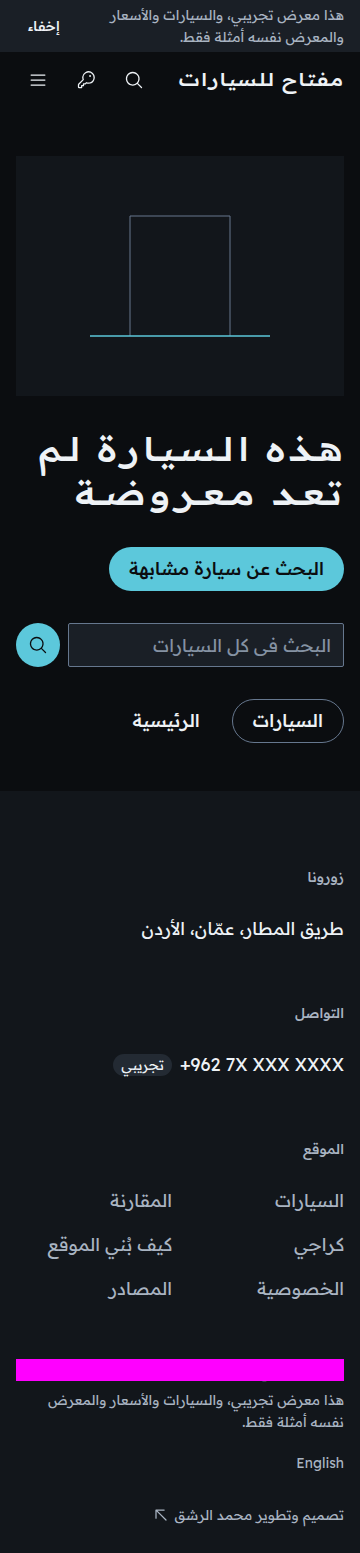 هذا معرض تجريبي، والسيارات والأسعار
والمعرض نفسه أمثلة فقط.
إخفاء
مفتاح للسيارات
هذه السيارة لم
تعد معروضة
البحث عن سيارة مشابهة
البحث في كل السيارات
السيارات
الرئيسية
زورونا
طريق المطار، عمّان، الأردن
التواصل
+962 7X XXX XXXX تجريبي
الموقع
السيارات
المقارنة
كراجي
كيف بُني الموقع
الخصوصية
المصادر
هذا معرض تجريبي، والسيارات والأسعار والمعرض
نفسه أمثلة فقط.
English
تصميم وتطوير محمد الرشق